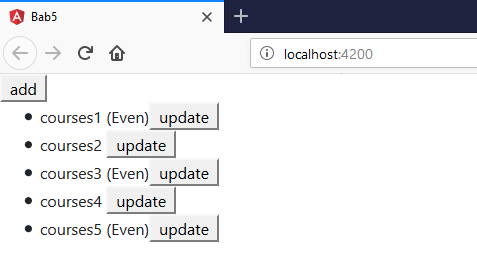 Bab5
localhost:4200
add
courses1 (Even) update
courses2 update
courses3 (Even) update
courses4 update
courses5 (Even) update